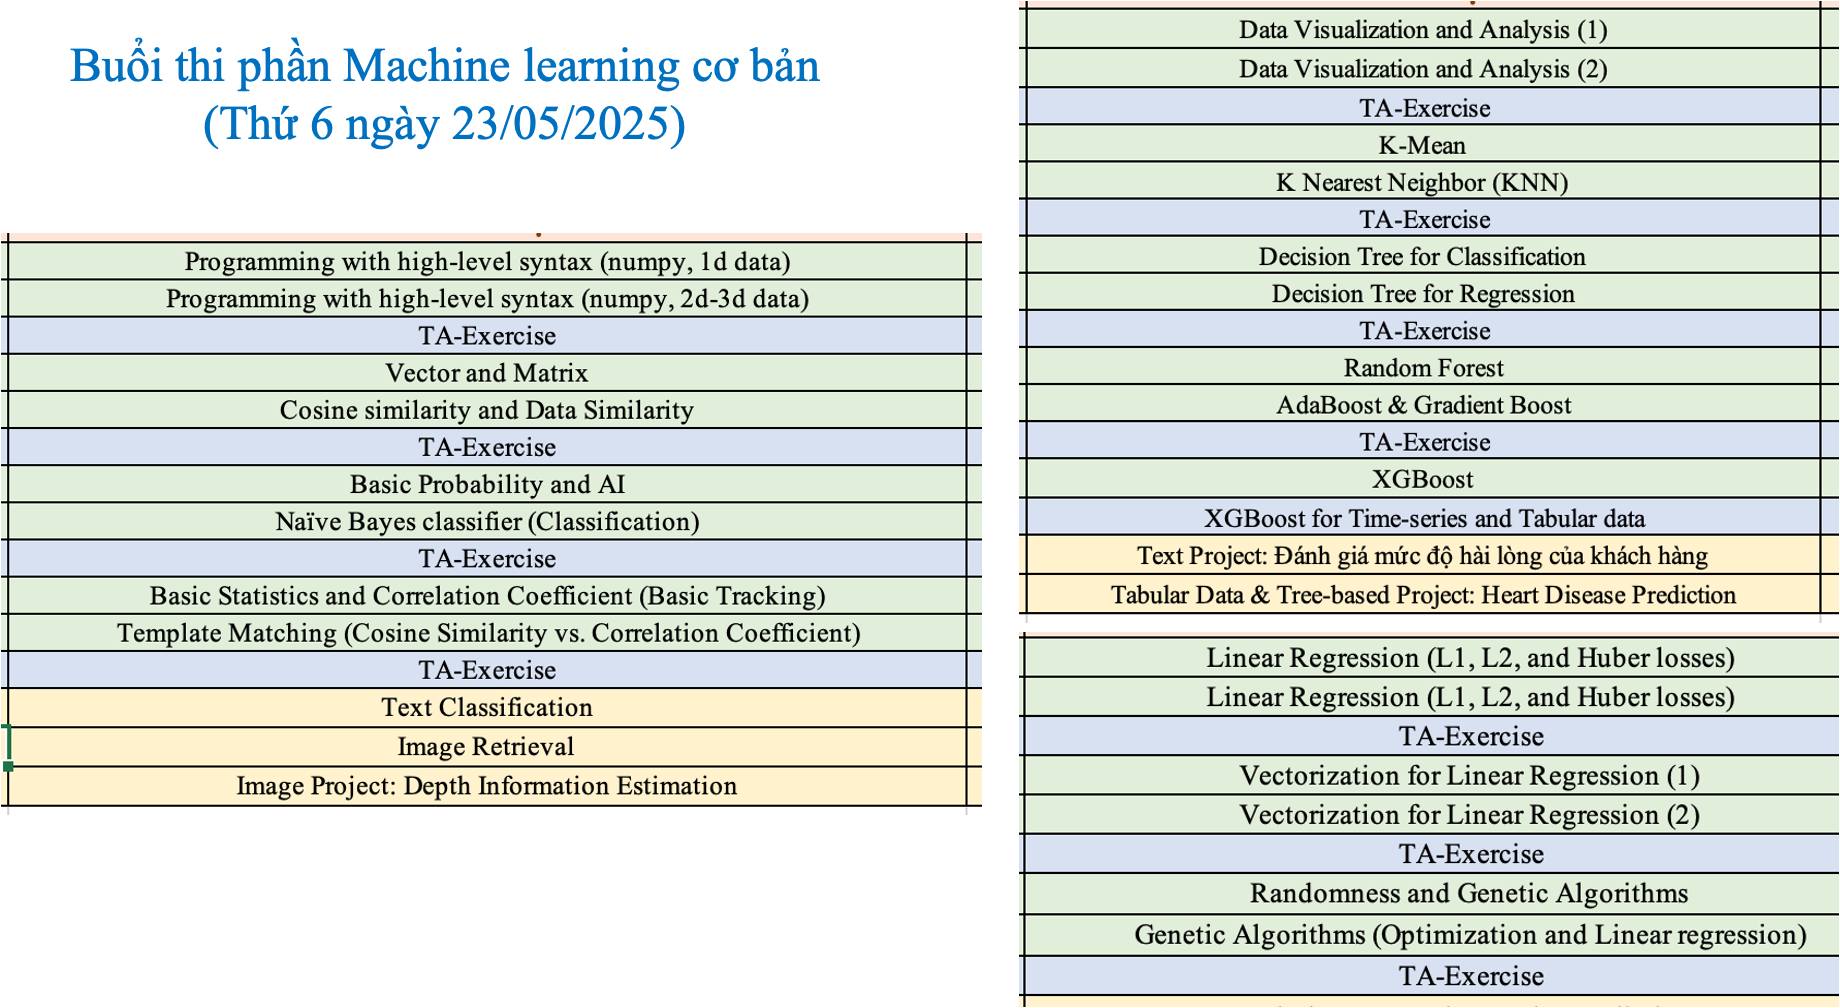 Buổi thi phần Machine learning cơ bản
(Thứ 6 ngày 23/05/2025)
Programming with high-level syntax (numpy, 1d data)
Programming with high-level syntax (numpy, 2d-3d data)
TA-Exercise
Vector and Matrix
Cosine similarity and Data Similarity
TA-Exercise
Basic Probability and AI
Naïve Bayes classifier (Classification)
TA-Exercise
Basic Statistics and Correlation Coefficient (Basic Tracking)
Template Matching (Cosine Similarity vs. Correlation Coefficient)
TA-Exercise
Text Classification
Image Retrieval
Image Project: Depth Information Estimation
Data Visualization and Analysis (1)
Data Visualization and Analysis (2)
TA-Exercise
K-Mean
K Nearest Neighbor (KNN)
TA-Exercise
Decision Tree for Classification
Decision Tree for Regression
TA-Exercise
Random Forest
AdaBoost & Gradient Boost
TA-Exercise
XGBoost
XGBoost for Time-series and Tabular data
Text Project: Đánh giá mức độ hài lòng của khách hàng
Tabular Data & Tree-based Project: Heart Disease Prediction
Linear Regression (L1, L2, and Huber losses)
Linear Regression (L1, L2, and Huber losses)
TA-Exercise
Vectorization for Linear Regression (1)
Vectorization for Linear Regression (2)
TA-Exercise
Randomness and Genetic Algorithms
Genetic Algorithms (Optimization and Linear regression)
TA-Exercise